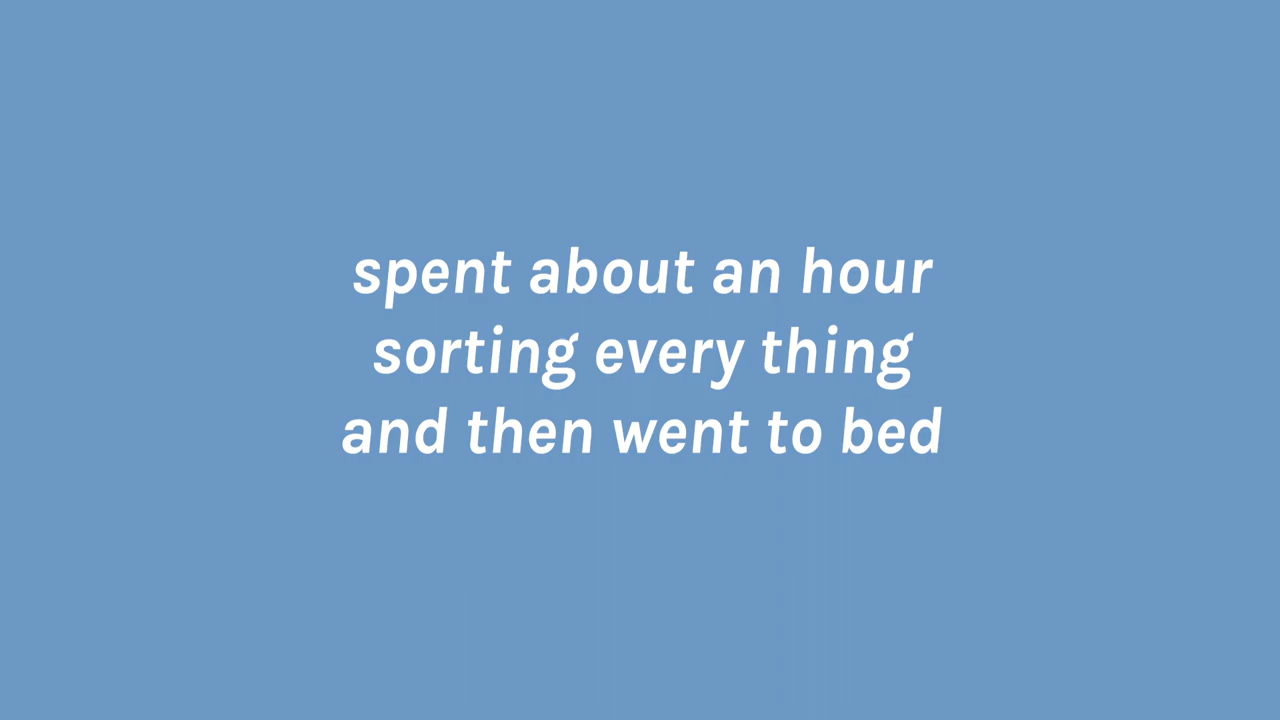 spent about an hour
sorting every thing
and then went to bed